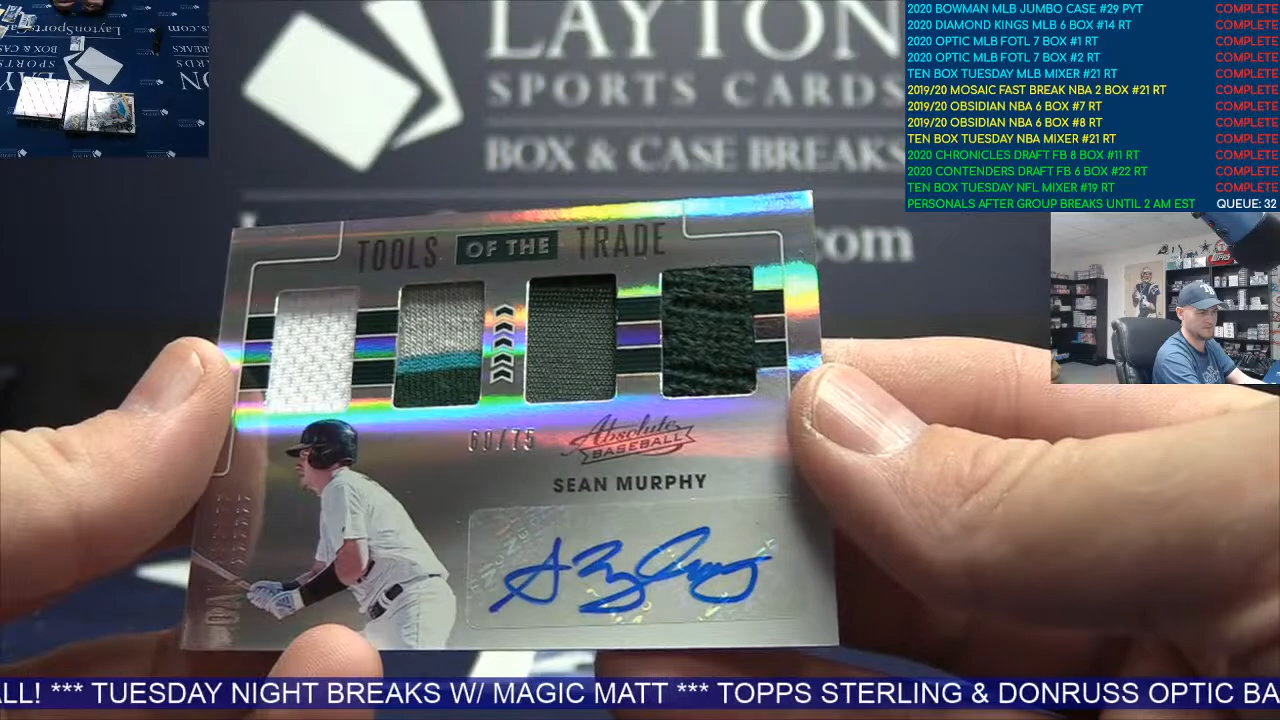 LAYTON
SPORTS CARDS
BOX & CASE BREAKS
.com
2020 BOWMAN MLB JUMBO CASE #29 PYT COMPLETE
2020 DIAMOND KINGS MLB 6 BOX #14 RT COMPLETE
2020 OPTIC MLB FOTL 7 BOX #1 RT COMPLETE
2020 OPTIC MLB FOTL 7 BOX #2 RT COMPLETE
TEN BOX TUESDAY MLB MIXER #21 RT COMPLETE
2019/20 MOSAIC FAST BREAK NBA 2 BOX #21 RT COMPLETE
2019/20 OBSIDIAN NBA 6 BOX #7 RT COMPLETE
2019/20 OBSIDIAN NBA 6 BOX #8 RT COMPLETE
TEN BOX TUESDAY NBA MIXER #21 RT COMPLETE
2020 CHRONICLES DRAFT FB 8 BOX #11 RT COMPLETE
2020 CONTENDERS DRAFT FB 6 BOX #22 RT COMPLETE
TEN BOX TUESDAY NFL MIXER #19 RT COMPLETE
PERSONALS AFTER GROUP BREAKS UNTIL 2 AM EST QUEUE: 32
TOOLS OF THE TRADE
60/75
Absolute
BASEBALL
SEAN MURPHY
ALL! *** TUESDAY NIGHT BREAKS W/ MAGIC MATT *** TOPPS STERLING & DONRUSS OPTIC BA